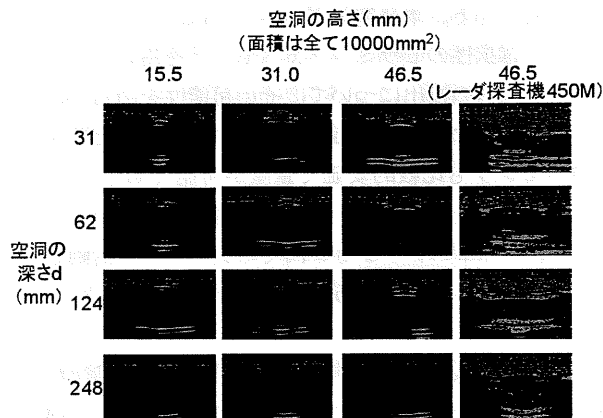 空洞の高さ(mm)
(面積は全て10000mm²)
15.5 31.0 46.5 46.5
(レーダ探査機450M)
31
62
空洞の
深さd
(mm)
124
248